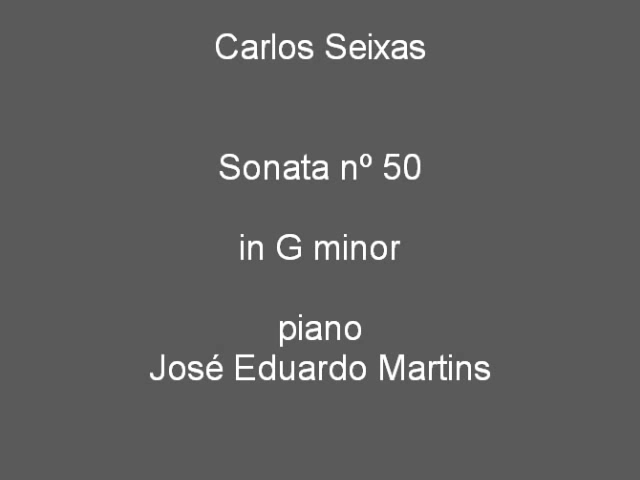 Carlos Seixas
Sonata nº 50
in G minor
piano
José Eduardo Martins